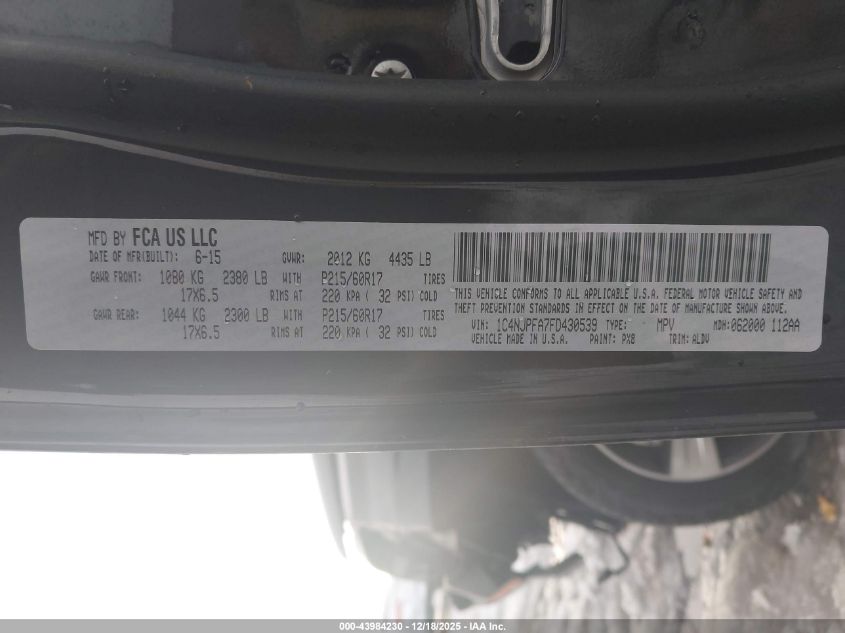 MFD BY FCA US LLC
DATE OF MFR(BUILT): 6-15 GVWR: 2012 KG 4435 LB
GAWR FRONT: 1080 KG 2380 LB WITH P215/60R17 TIRES
17X6.5 RIMS AT 220 KPA ( 32 PSI) COLD
GAWR REAR: 1044 KG 2300 LB WITH P215/60R17 TIRES
17X6.5 RIMS AT 220 KPA ( 32 PSI) COLD
THIS VEHICLE CONFORMS TO ALL APPLICABLE U.S.A. FEDERAL MOTOR VEHICLE SAFETY AND
THEFT PREVENTION STANDARDS IN EFFECT ON THE DATE OF MANUFACTURE SHOWN ABOVE.
VIN: 1C4NJPFA7FD430539 TYPE: MPV MDH: 062000 112AA
VEHICLE MADE IN U.S.A. PAINT: PX8 TRIM: ALDV
000-43984230 - 12/18/2025 - IAA Inc.